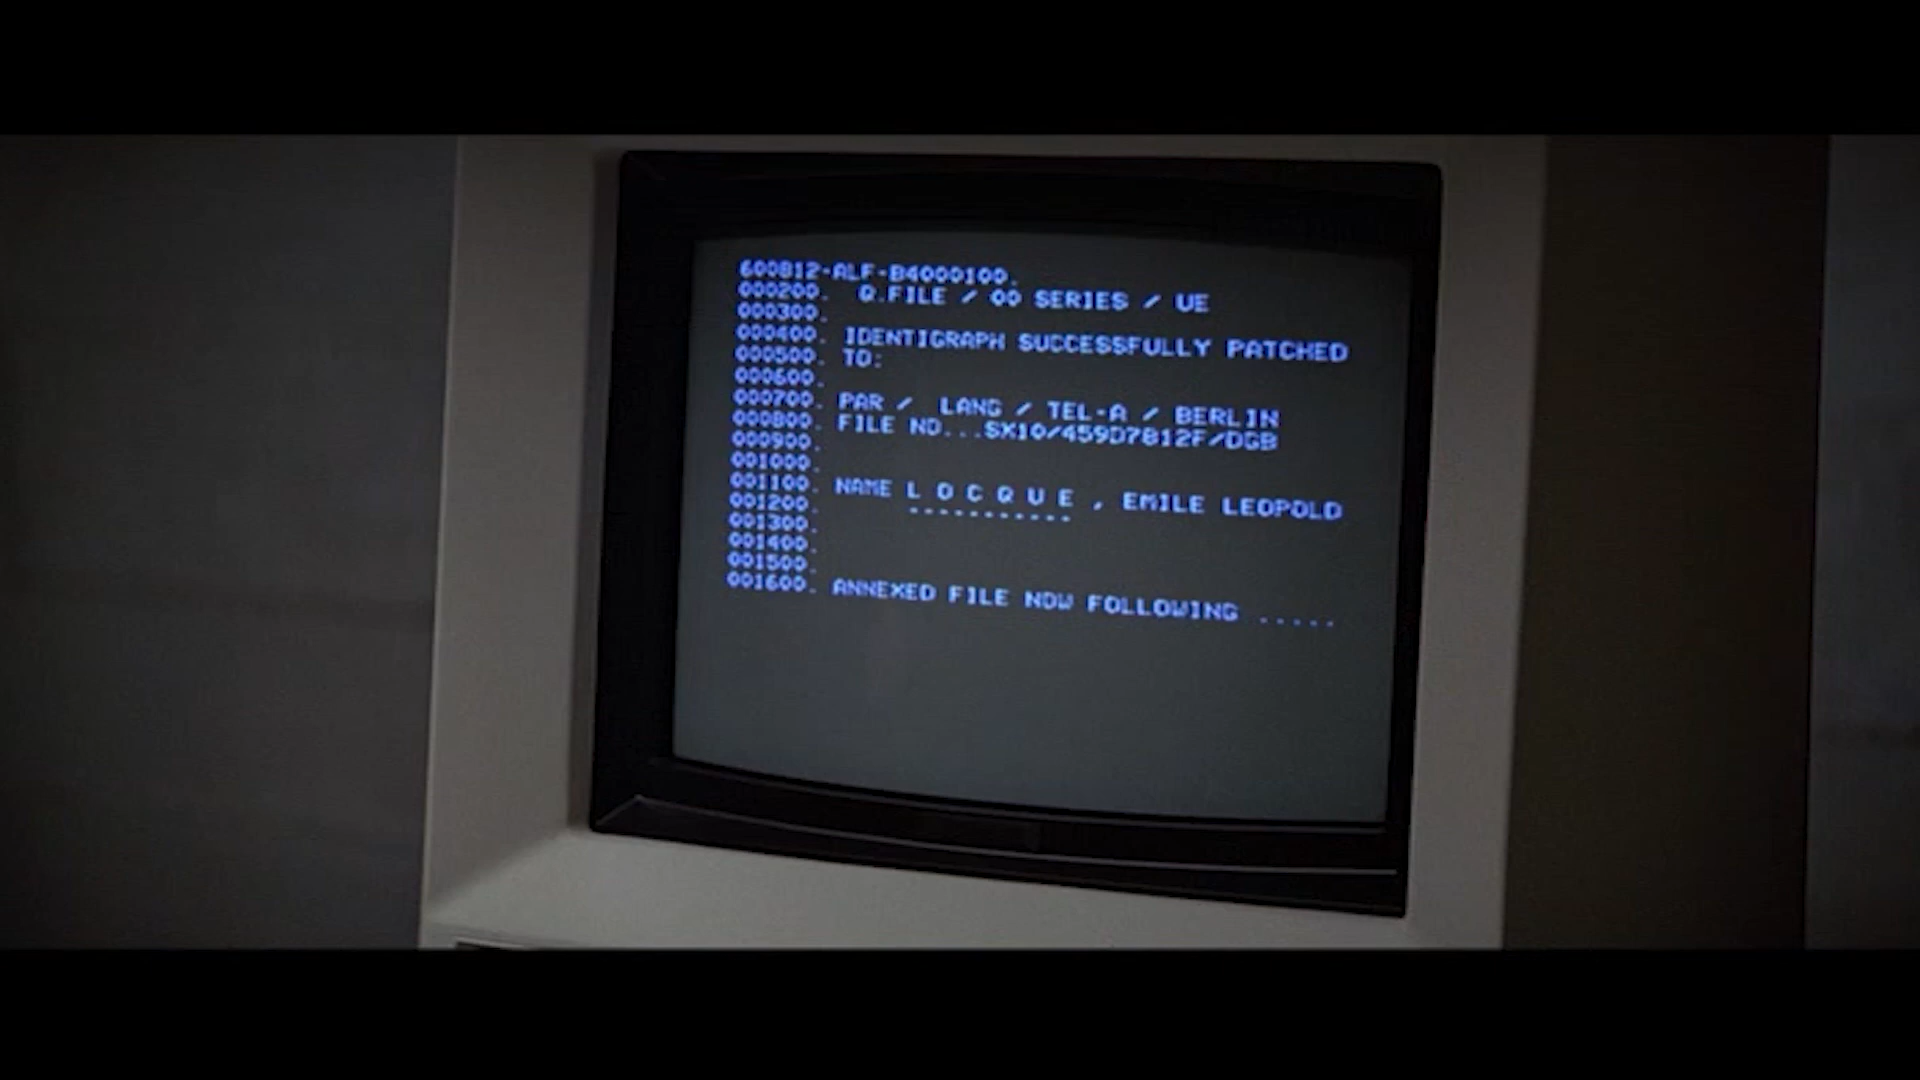 600812-ALF-B4000100.
000200. Q.FILE / 00 SERIES / UE
000300.
000400. IDENTIGRAPH SUCCESSFULLY PATCHED
000500. TO:
000600.
000700. PAR / LANG / TEL-A / BERLIN
000800. FILE NO...SX10/459D7812F/DGB
000900.
001000.
001100. NAME L O C Q U E , EMILE LEOPOLD
001200. -----------
001300.
001400.
001500.
001600. ANNEXED FILE NOW FOLLOWING .....